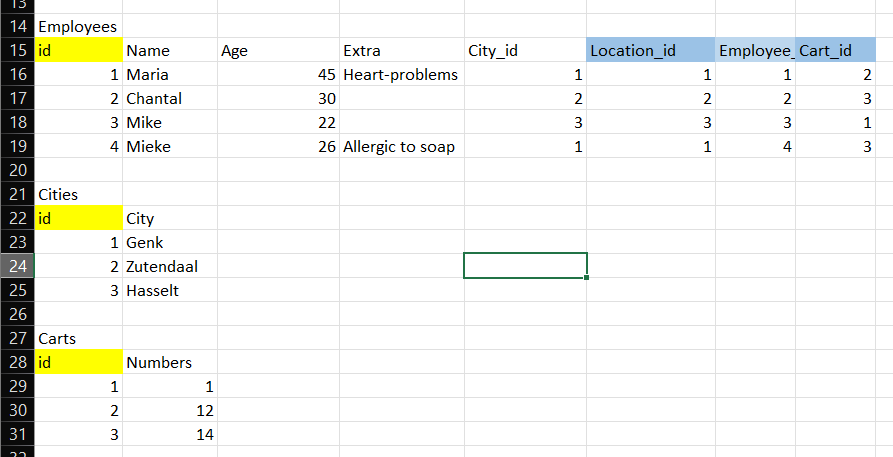 13
14 Employees
15 id Name Age Extra City_id Location_id Employee_ Cart_id
16 1 Maria 45 Heart-problems 1 1 1 2
17 2 Chantal 30 2 2 2 3
18 3 Mike 22 3 3 3 1
19 4 Mieke 26 Allergic to soap 1 1 4 3
20
21 Cities
22 id City
23 1 Genk
24 2 Zutendaal
25 3 Hasselt
26
27 Carts
28 id Numbers
29 1 1
30 2 12
31 3 14
32